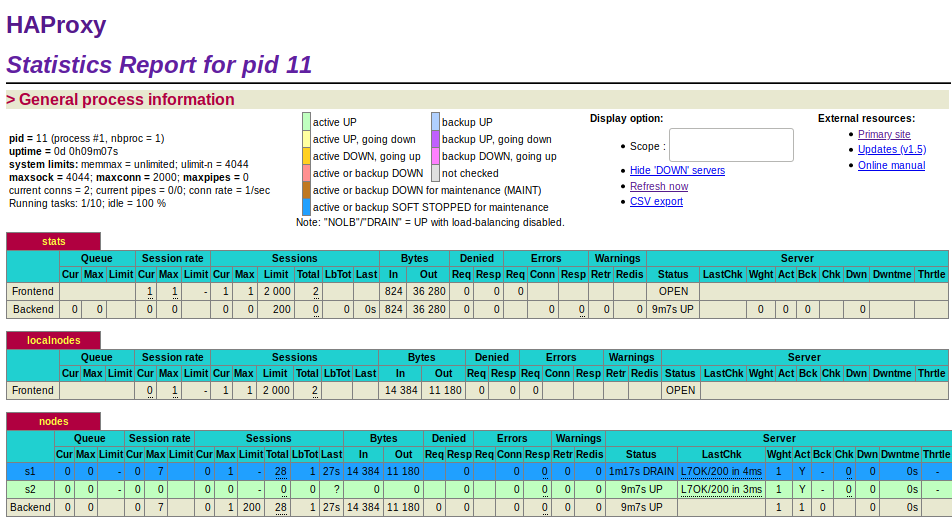 HAProxy
Statistics Report for pid 11
> General process information
pid = 11 (process #1, nbproc = 1)
uptime = 0d 0h09m07s
system limits: memmax = unlimited; ulimit-n = 4044
maxsock = 4044; maxconn = 2000; maxpipes = 0
current conns = 2; current pipes = 0/0; conn rate = 1/sec
Running tasks: 1/10; idle = 100 %
active UP
backup UP
active UP, going down
backup UP, going down
active DOWN, going up
backup DOWN, going up
active or backup DOWN
not checked
active or backup DOWN for maintenance (MAINT)
active or backup SOFT STOPPED for maintenance
Note: "NOLB"/"DRAIN" = UP with load-balancing disabled.
Display option:
• Scope :
• Hide 'DOWN' servers
• Refresh now
• CSV export
External resources:
• Primary site
• Updates (v1.5)
• Online manual
stats
Queue Session rate Sessions Bytes Denied Errors Warnings Server
Cur Max Limit Cur Max Limit Cur Max Limit Total LbTot Last In Out Req Resp Req Conn Resp Retr Redis Status LastChk Wght Act Bck Chk Dwn Dwntme Thrtle
Frontend 1 1 - 1 1 2 000 2 824 36 280 0 0 0 OPEN
Backend 0 0 0 0 0 0 200 0 0 0s 824 36 280 0 0 0 0 0 0 9m7s UP 0 0 0 0
localnodes
Queue Session rate Sessions Bytes Denied Errors Warnings Server
Cur Max Limit Cur Max Limit Cur Max Limit Total LbTot Last In Out Req Resp Req Conn Resp Retr Redis Status LastChk Wght Act Bck Chk Dwn Dwntme Thrtle
Frontend 0 1 - 1 1 2 000 2 14 384 11 180 0 0 0 OPEN
nodes
Queue Session rate Sessions Bytes Denied Errors Warnings Server
Cur Max Limit Cur Max Limit Cur Max Limit Total LbTot Last In Out Req Resp Req Conn Resp Retr Redis Status LastChk Wght Act Bck Chk Dwn Dwntme Thrtle
s1 0 0 - 0 7 0 1 - 28 1 27s 14 384 11 180 0 0 0 0 0 1m17s DRAIN L7OK/200 in 4ms 1 Y - 0 0 0s -
s2 0 0 - 0 0 0 0 - 0 0 ? 0 0 0 0 0 0 0 9m7s UP L7OK/200 in 3ms 1 Y - 0 0 0s -
Backend 0 0 0 7 0 1 200 28 1 27s 14 384 11 180 0 0 0 0 0 0 9m7s UP 1 1 0 0 0s